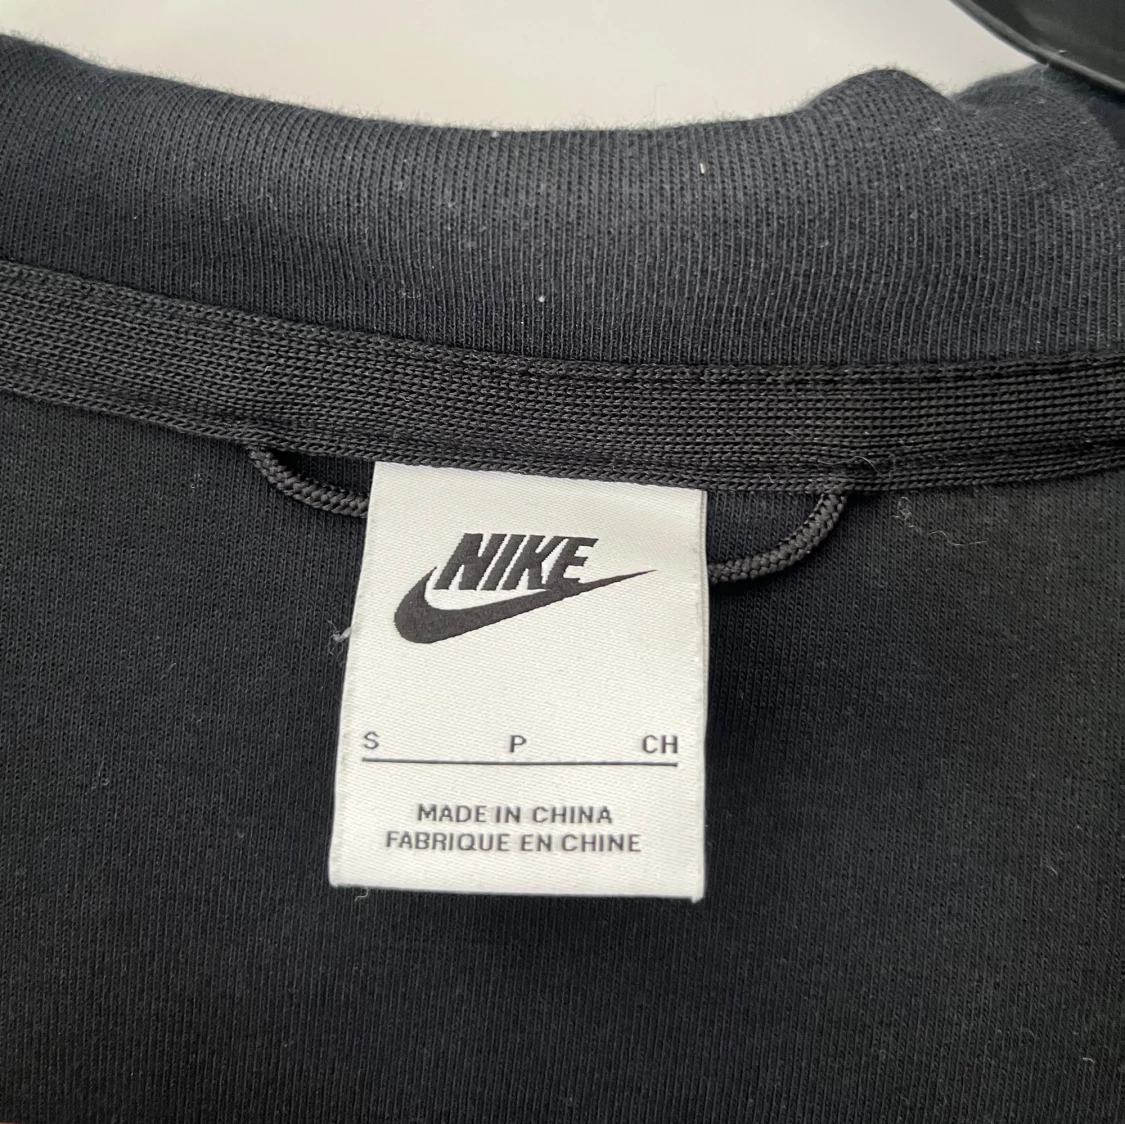 NIKE
S P CH
MADE IN CHINA
FABRIQUE EN CHINE